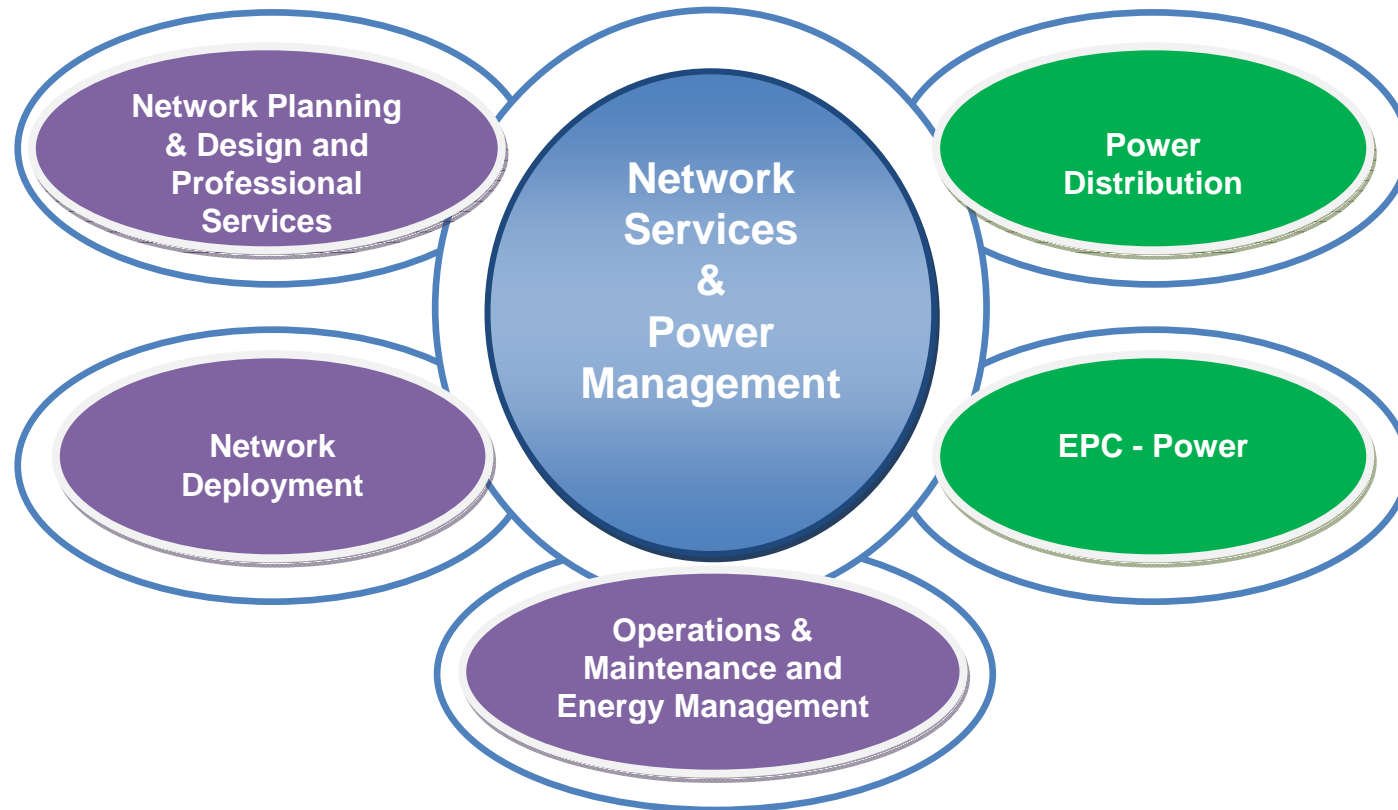 Network Planning
& Design and
Professional
Services
Network
Services
&
Power
Management
Power
Distribution
Network
Deployment
EPC - Power
Operations &
Maintenance and
Energy Management